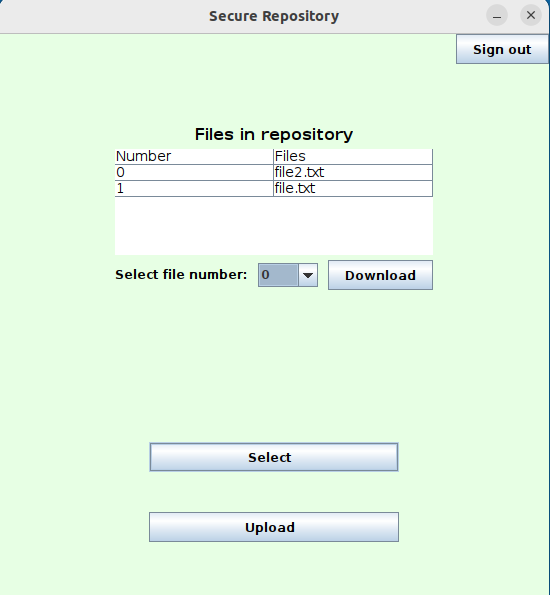 Secure Repository
Sign out
Files in repository
Number Files
0 file2.txt
1 file.txt
Select file number: 0 Download
Select
Upload